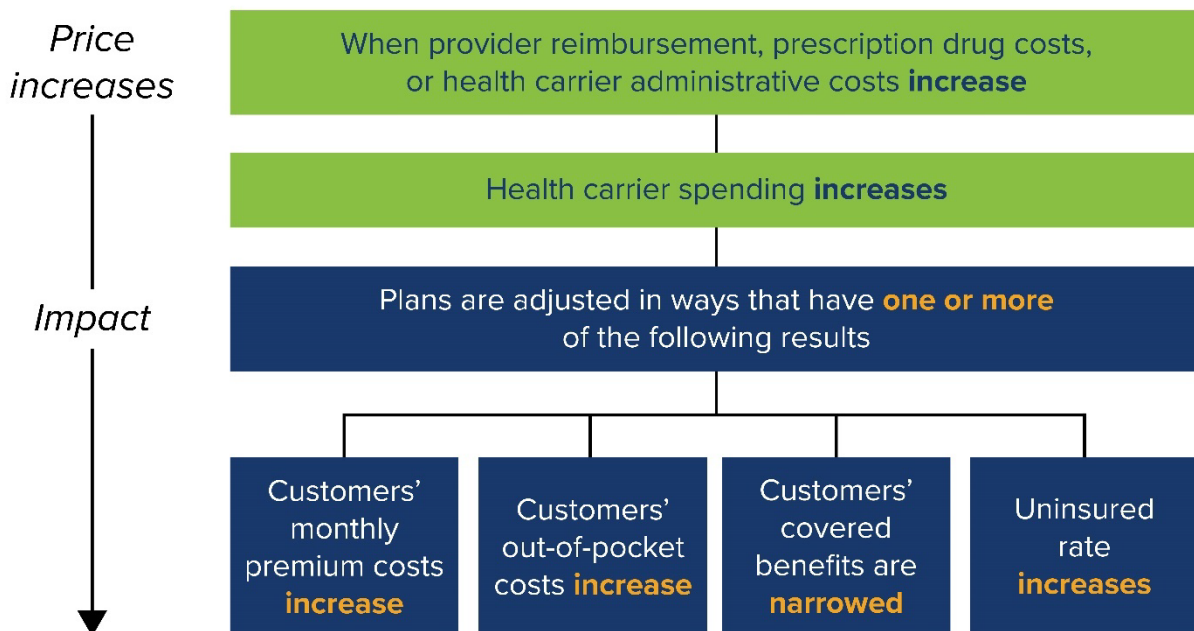 Price
increases
When provider reimbursement, prescription drug costs,
or health carrier administrative costs increase
Health carrier spending increases
Impact
Plans are adjusted in ways that have one or more
of the following results
Customers’
monthly
premium costs
increase
Customers’
out-of-pocket
costs increase
Customers’
covered
benefits are
narrowed
Uninsured
rate
increases